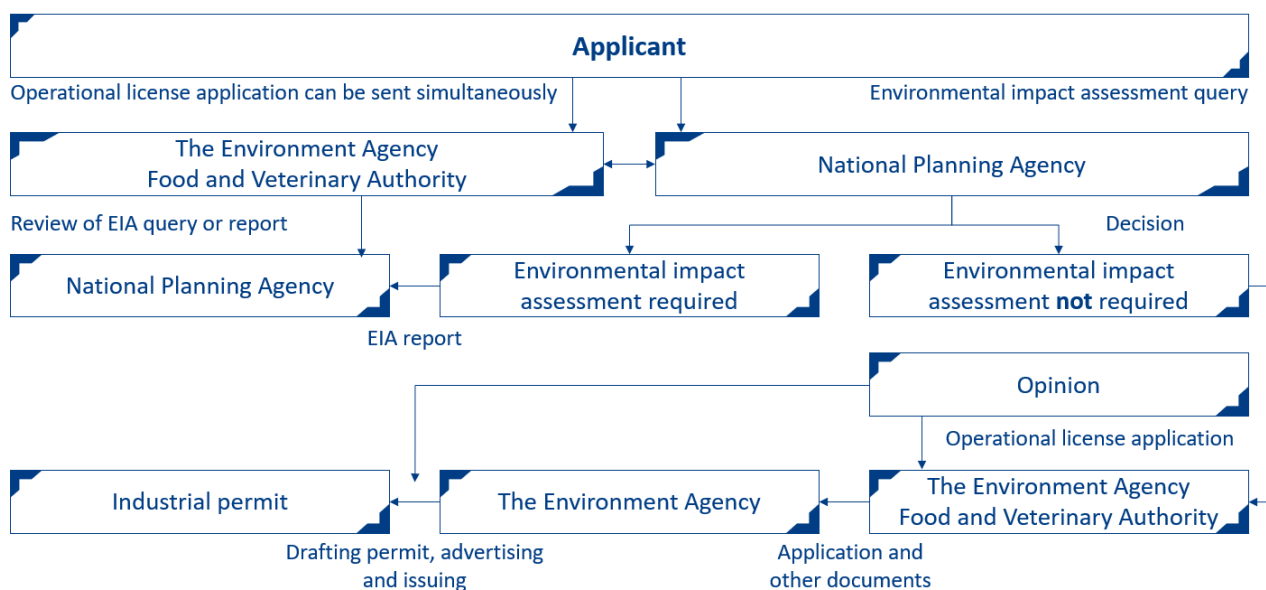 Applicant
Operational license application can be sent simultaneously
Environmental impact assessment query
The Environment Agency
Food and Veterinary Authority
National Planning Agency
Review of EIA query or report
Decision
National Planning Agency
Environmental impact
assessment required
Environmental impact
assessment not required
EIA report
Opinion
Operational license application
Industrial permit
The Environment Agency
The Environment Agency
Food and Veterinary Authority
Drafting permit, advertising
and issuing
Application and
other documents